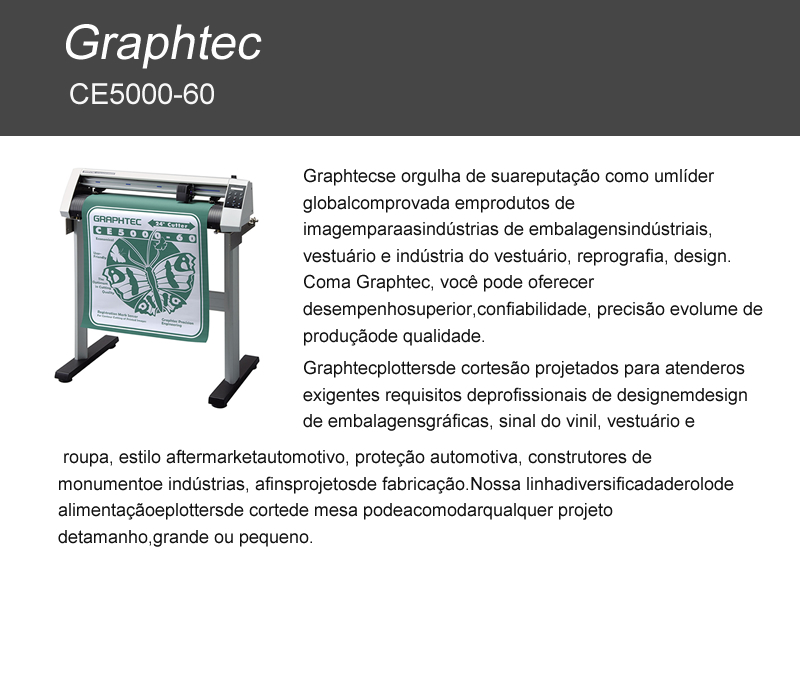 Graphtec
CE5000-60
GRAPHTEC
24" Cutter
CE5000-60
Graphtecse orgulha de suareputação como umlíder
globalcomprovada emprodutos de
imagemparaasindústrias de embalagensindústriais,
vestuário e indústria do vestuário, reprografia, design.
Coma Graphtec, você pode oferecer
desempenhosuperior,confiabilidade, precisão evolume de
produçãode qualidade.
Graphtecplottersde cortesão projetados para atenderos
exigentes requisitos deprofissionais de designemdesign
de embalagensgráficas, sinal do vinil, vestuário e
roupa, estilo aftermarketautomotivo, proteção automotiva, construtores de
monumentoe indústrias, afinsprojetosde fabricação.Nossa linhadiversificadaderolode
alimentaçãoeplottersde cortede mesa podeacomodarqualquer projeto
detamanho,grande ou pequeno.